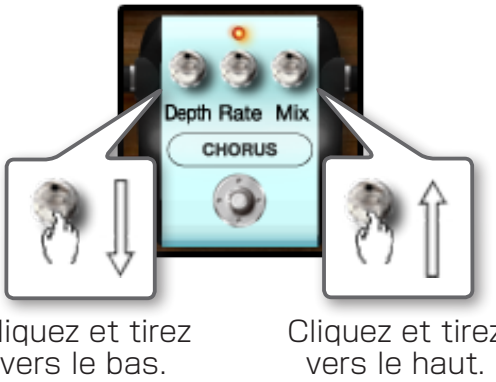 Depth Rate Mix
CHORUS
liquez et tirez
vers le bas.
Cliquez et tirez
vers le haut.